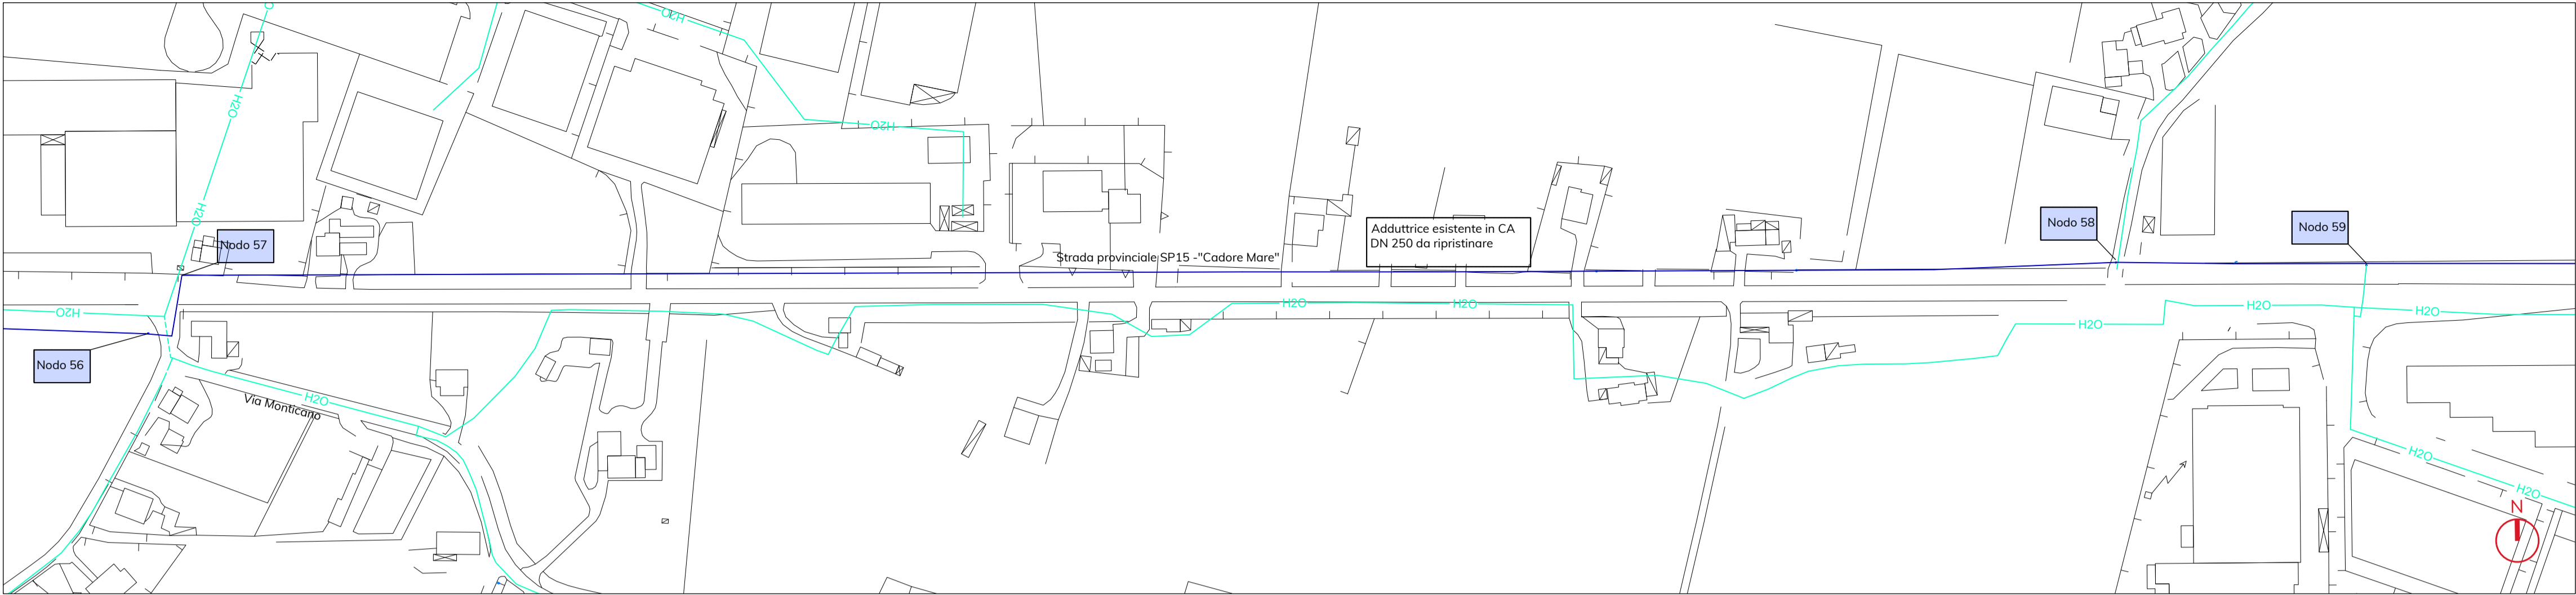 H2O
H2O
H2O
H2O
H2O
Nodo 57
Nodo 58
Nodo 59
Adduttrice esistente in CA
DN 250 da ripristinare
Strada provinciale SP15 -"Cadore Mare"
H2O
H2O
H2O
H2O
H2O
H2O
Nodo 56
H2O
Via Monticano
H2O
H2O
N